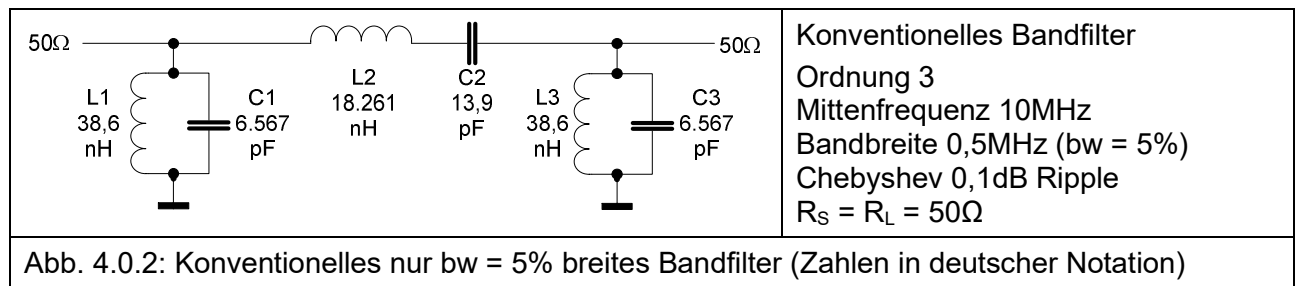 50Ω
50Ω
L1
38,6
nH
C1
6.567
pF
L2
18.261
nH
C2
13,9
pF
L3
38,6
nH
C3
6.567
pF
Konventionelles Bandfilter
Ordnung 3
Mittenfrequenz 10MHz
Bandbreite 0,5MHz (bw = 5%)
Chebyshev 0,1dB Ripple
RS = RL = 50Ω
Abb. 4.0.2: Konventionelles nur bw = 5% breites Bandfilter (Zahlen in deutscher Notation)